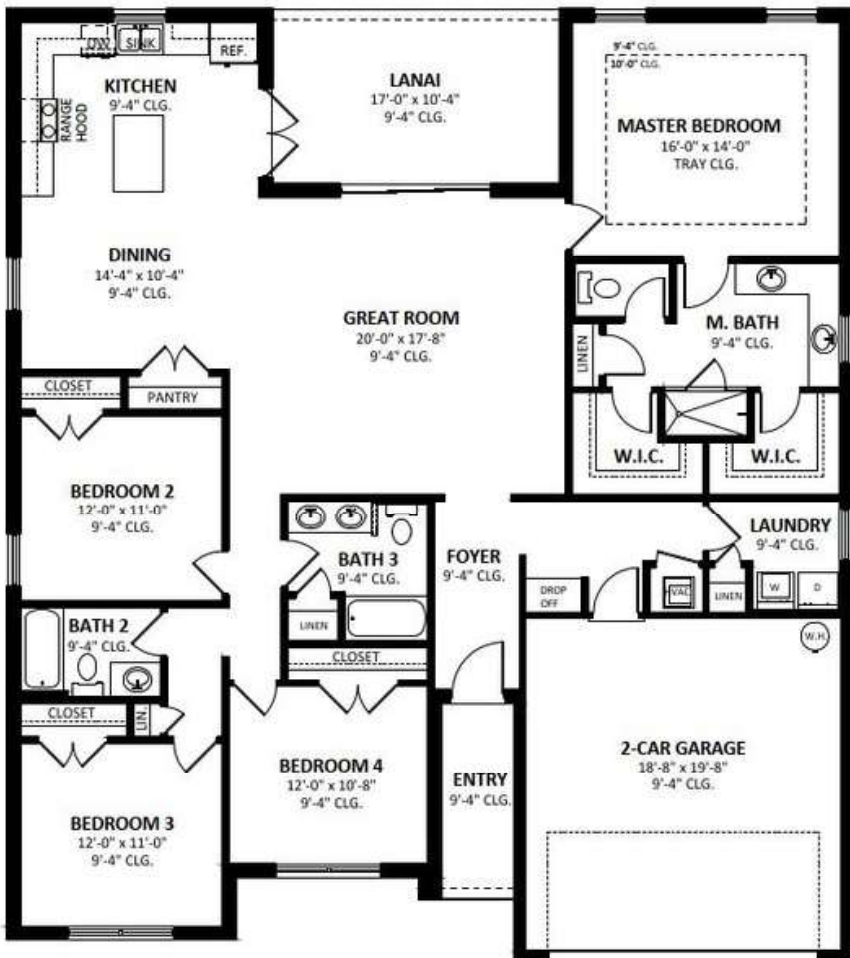 DW
SINK
REF.
KITCHEN
9'-4" CLG.
RANGE
HOOD
LANAI
17'-0" x 10'-4"
9'-4" CLG.
9'-4" CLG.
10'-0" CLG.
MASTER BEDROOM
16'-0" x 14'-0"
TRAY CLG.
DINING
14'-4" x 10'-4"
9'-4" CLG.
GREAT ROOM
20'-0" x 17'-8"
9'-4" CLG.
M. BATH
9'-4" CLG.
LINEN
CLOSET
PANTRY
W.I.C.
W.I.C.
BEDROOM 2
12'-0" x 11'-0"
9'-4" CLG.
BATH 3
9'-4" CLG.
LINEN
FOYER
9'-4" CLG.
LAUNDRY
9'-4" CLG.
DROP
OFF
HVAC
LINEN
W
D
BATH 2
9'-4" CLG.
W.H.
CLOSET
CLOSET
LIN.
BEDROOM 4
12'-0" x 10'-8"
9'-4" CLG.
ENTRY
9'-4" CLG.
2-CAR GARAGE
18'-8" x 19'-8"
9'-4" CLG.
BEDROOM 3
12'-0" x 11'-0"
9'-4" CLG.